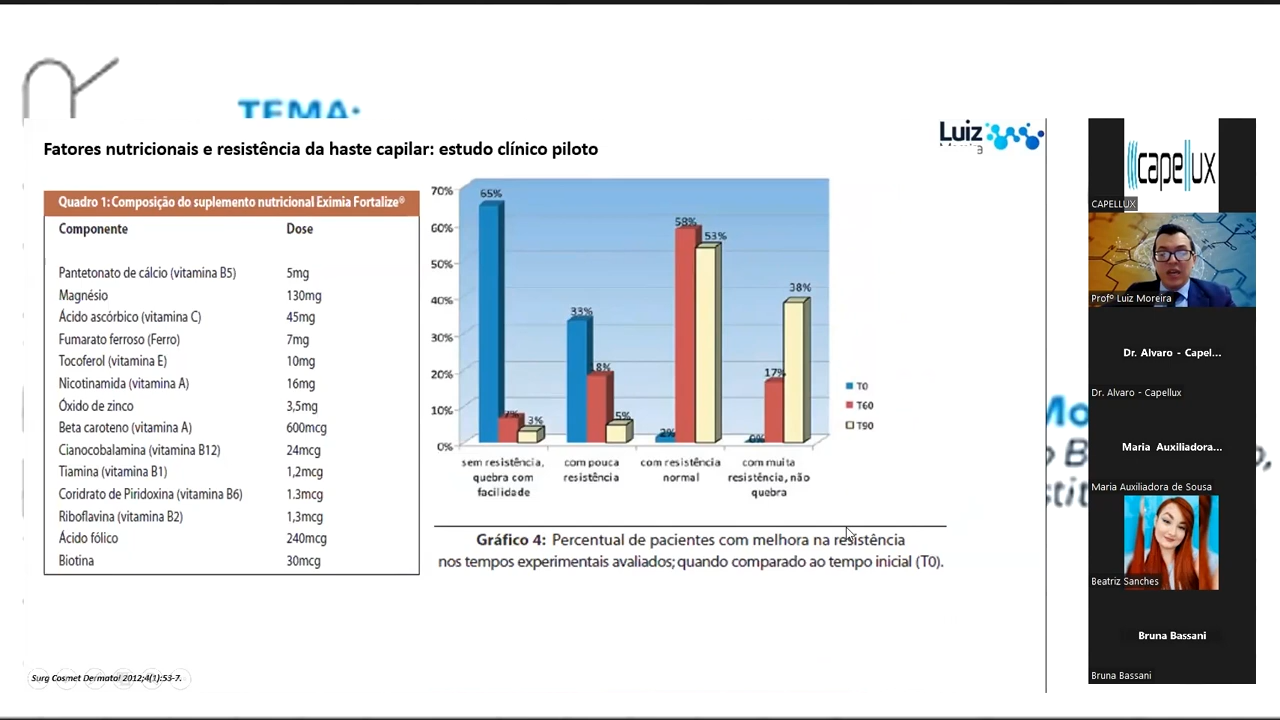 TEMA:
Luiz
Moreira
Fatores nutricionais e resistência da haste capilar: estudo clínico piloto
Quadro 1: Composição do suplemento nutricional Eximia Fortalize®
Componente Dose
Pantetonato de cálcio (vitamina B5) 5mg
Magnésio 130mg
Ácido ascórbico (vitamina C) 45mg
Fumarato ferroso (Ferro) 7mg
Tocoferol (vitamina E) 10mg
Nicotinamida (vitamina A) 16mg
Óxido de zinco 3,5mg
Beta caroteno (vitamina A) 600mcg
Cianocobalamina (vitamina B12) 24mcg
Tiamina (vitamina B1) 1,2mcg
Coridrato de Piridoxina (vitamina B6) 1.3mcg
Riboflavina (vitamina B2) 1,3mcg
Ácido fólico 240mcg
Biotina 30mcg
70%
60%
50%
40%
30%
20%
10%
0%
65% 7% 3%
33% 18% 5%
2% 58% 53%
0% 17% 38%
sem resistência, quebra com facilidade
com pouca resistência
com resistência normal
com muita resistência, não quebra
T0
T60
T90
Gráfico 4: Percentual de pacientes com melhora na resistência
nos tempos experimentais avaliados; quando comparado ao tempo inicial (T0).
Surg Cosmet Dermatol 2012;4(1):53-7.
Mo
capellux
CAPELLUX
Profº Luiz Moreira
Dr. Alvaro - Capel...
Dr. Alvaro - Capellux
Maria Auxiliadora...
Maria Auxiliadora de Sousa
Beatriz Sanches
Bruna Bassani
Bruna Bassani